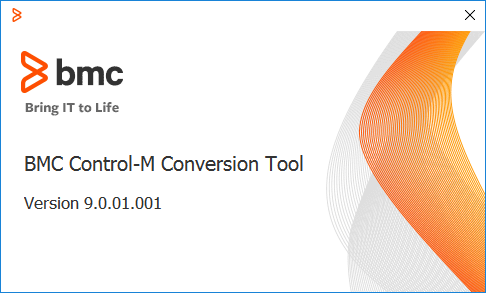 bmc
Bring IT to Life
BMC Control-M Conversion Tool
Version 9.0.01.001